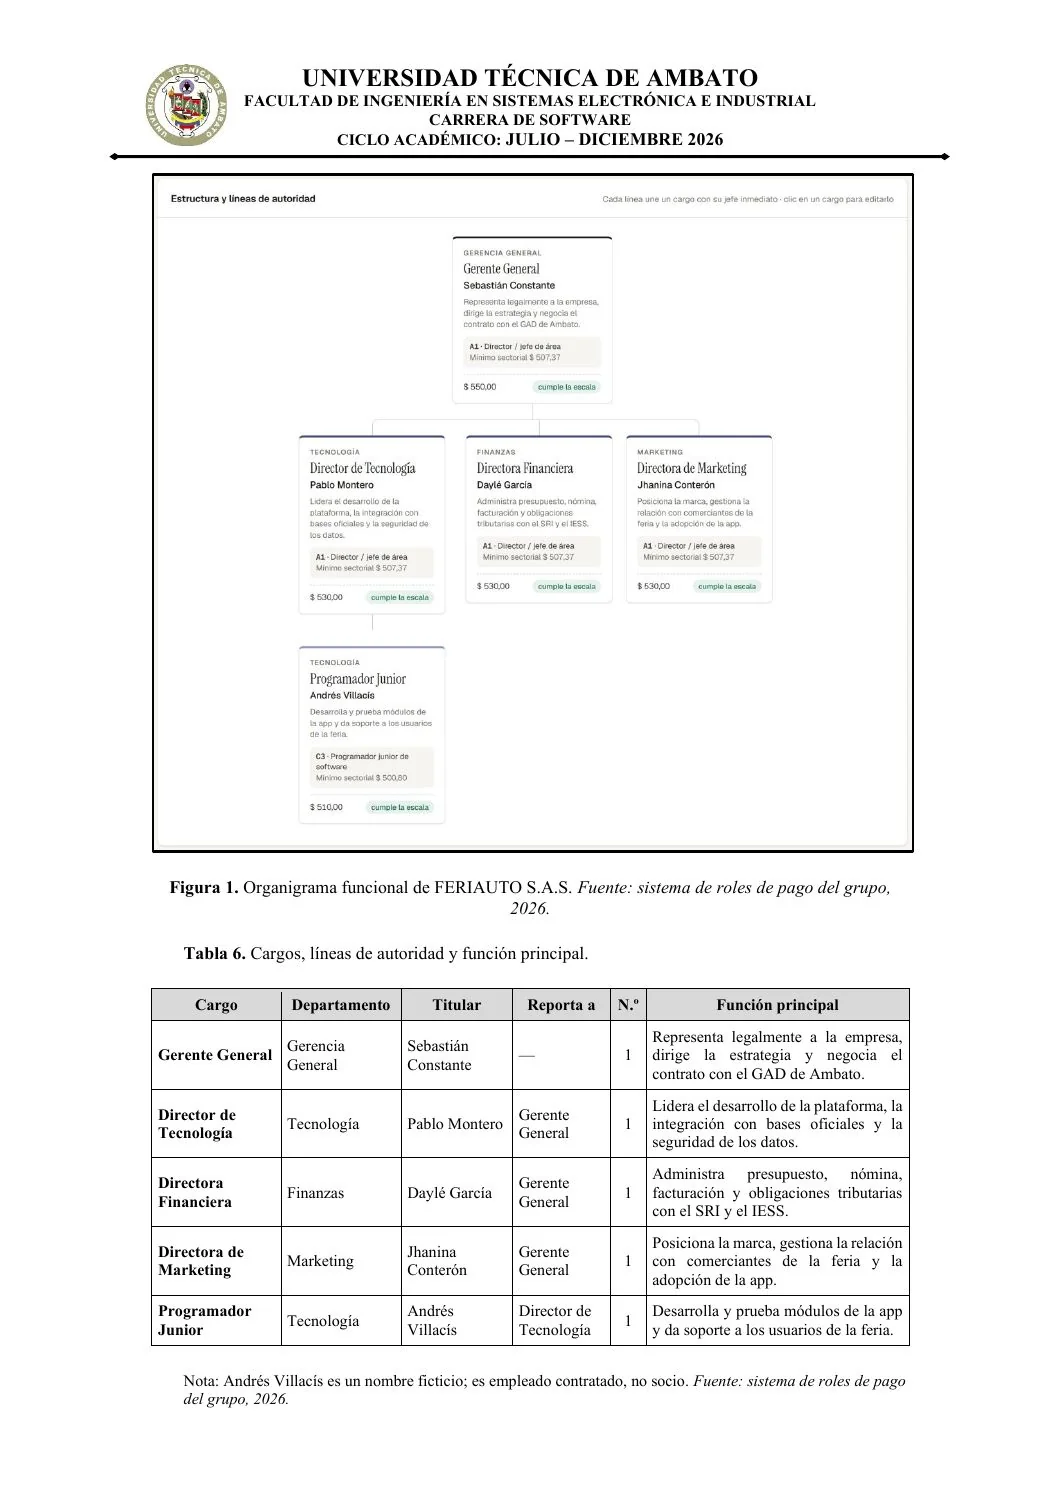 UNIVERSIDAD TÉCNICA DE AMBATO
FACULTAD DE INGENIERÍA EN SISTEMAS ELECTRÓNICA E INDUSTRIAL
CARRERA DE SOFTWARE
CICLO ACADÉMICO: JULIO – DICIEMBRE 2026
UNIVERSIDAD TECNICA DE AMBATO
Estructura y líneas de autoridad
Cada línea une un cargo con su jefe inmediato · clic en un cargo para editarlo
GERENCIA GENERAL
Gerente General
Sebastián Constante
Representa legalmente a la empresa,
dirige la estrategia y negocia el
contrato con el GAD de Ambato.
A1 · Director / jefe de área
Mínimo sectorial $ 507,37
$ 550,00 cumple la escala
TECNOLOGÍA
Director de Tecnología
Pablo Montero
Lidera el desarrollo de la
plataforma, la integración con
bases oficiales y la seguridad de
los datos.
A1 · Director / jefe de área
Mínimo sectorial $ 507,37
$ 530,00 cumple la escala
FINANZAS
Directora Financiera
Daylé García
Administra presupuesto, nómina,
facturación y obligaciones
tributarias con el SRI y el IESS.
A1 · Director / jefe de área
Mínimo sectorial $ 507,37
$ 530,00 cumple la escala
MARKETING
Directora de Marketing
Jhanina Conterón
Posiciona la marca, gestiona la
relación con comerciantes de la
feria y la adopción de la app.
A1 · Director / jefe de área
Mínimo sectorial $ 507,37
$ 530,00 cumple la escala
TECNOLOGÍA
Programador Junior
Andrés Villacís
Desarrolla y prueba módulos de
la app y da soporte a los usuarios
de la feria.
C3 · Programador junior de
software
Mínimo sectorial $ 500,80
$ 510,00 cumple la escala
Figura 1. Organigrama funcional de FERIAUTO S.A.S. Fuente: sistema de roles de pago del grupo,
2026.
Tabla 6. Cargos, líneas de autoridad y función principal.
Cargo Departamento Titular Reporta a N.º Función principal
Gerente General
Gerencia
General
Sebastián
Constante
—
1
Representa legalmente a la empresa,
dirige la estrategia y negocia el
contrato con el GAD de Ambato.
Director de
Tecnología
Tecnología
Pablo Montero
Gerente
General
1
Lidera el desarrollo de la plataforma, la
integración con bases oficiales y la
seguridad de los datos.
Directora
Financiera
Finanzas
Daylé García
Gerente
General
1
Administra presupuesto, nómina,
facturación y obligaciones tributarias
con el SRI y el IESS.
Directora de
Marketing
Marketing
Jhanina
Conterón
Gerente
General
1
Posiciona la marca, gestiona la relación
con comerciantes de la feria y la
adopción de la app.
Programador
Junior
Tecnología
Andrés
Villacís
Director de
Tecnología
1
Desarrolla y prueba módulos de la app
y da soporte a los usuarios de la feria.
Nota: Andrés Villacís es un nombre ficticio; es empleado contratado, no socio. Fuente: sistema de roles de pago
del grupo, 2026.